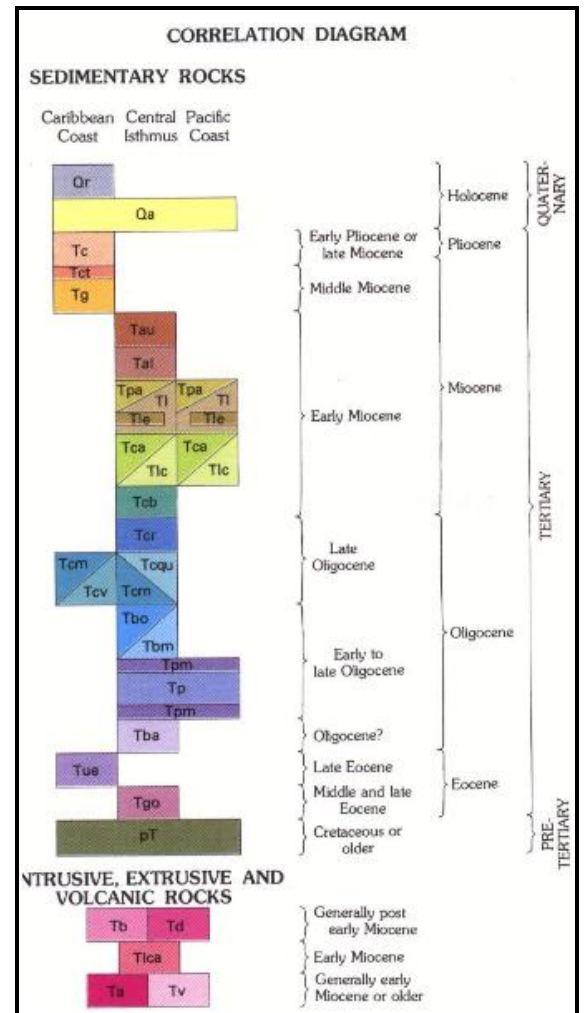 CORRELATION DIAGRAM
SEDIMENTARY ROCKS
Caribbean Central Pacific
Coast Isthmus Coast
Qr
Qa
Tc
Tct
Tg
Tau
Tal
Tpa Tl Tpa Tl
Tle Tle
Tca Tlc Tca Tlc
Tcb
Tcr
Tcm Tcqu
Tcv Tcm
Tbo
Tbm
Tpm
Tp
Tpm
Tba
Tue
Tgo
pT
Early Pliocene or
late Miocene
Middle Miocene
Early Miocene
Late
Oligocene
Early to
late Oligocene
Oligocene?
Late Eocene
Middle and late
Eocene
Cretaceous or
older
Holocene
Pliocene
Miocene
Oligocene
Eocene
QUATER-
NARY
TERTIARY
PRE-
TERTIARY
NTRUSIVE, EXTRUSIVE AND
VOLCANIC ROCKS
Tb Td
Tlca
Ta Tv
Generally post
early Miocene
Early Miocene
Generally early
Miocene or older